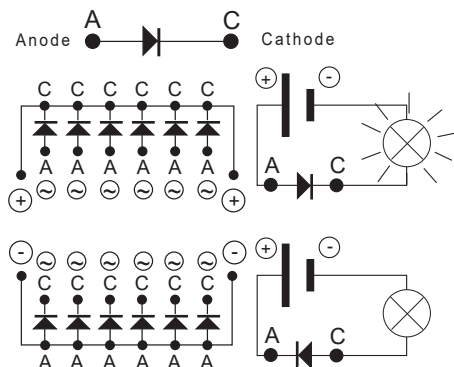 Anode A C Cathode
C C C C C C
A A A A A A
~ ~ ~ ~ ~ ~
+ +
+ -
A C
- -
~ ~ ~ ~ ~ ~
C C C C C C
A A A A A A
+ -
A C